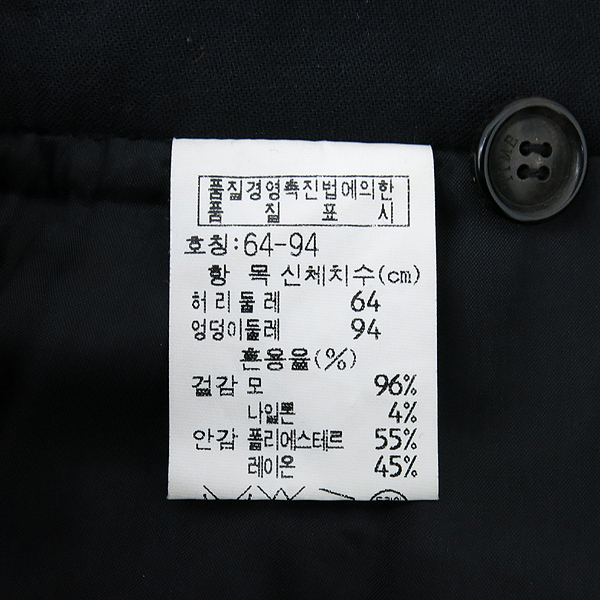 품질경영촉진법에의한
품 질 표 시
호칭:64-94
항 목 신체치수(cm)
허리둘레 64
엉덩이둘레 94
혼용율(%)
겉감 모 96%
나일론 4%
안감 폴리에스테르 55%
레이온 45%